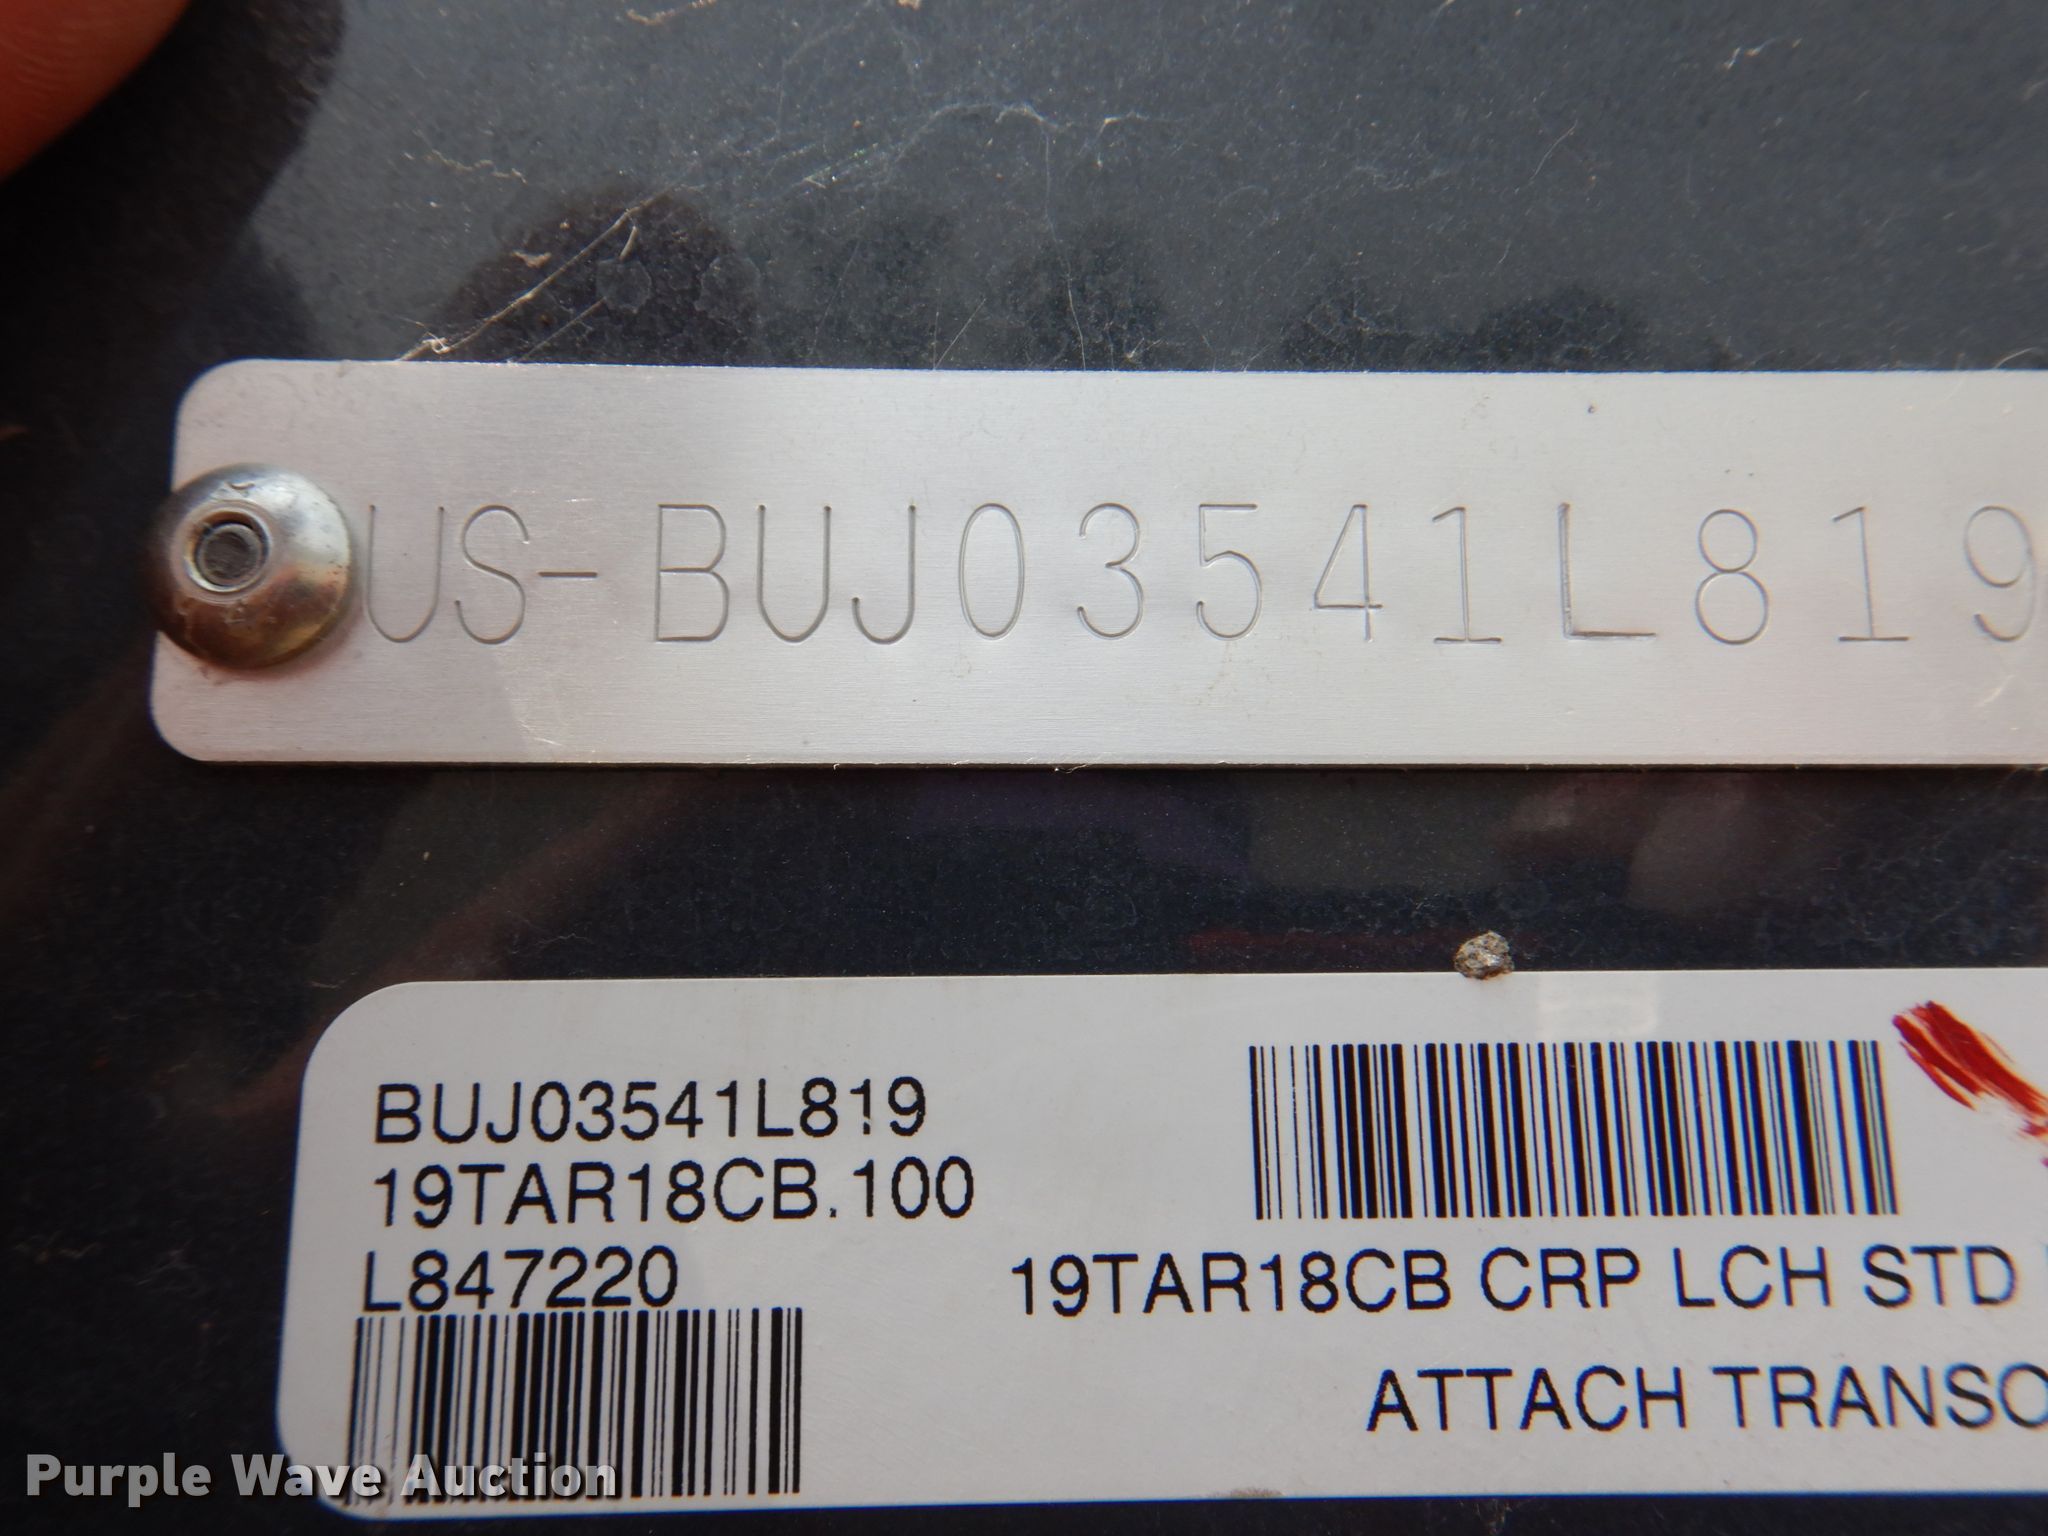 US-BUJ03541L819
BUJ03541L819
19TAR18CB.100
L847220
19TAR18CB CRP LCH STD
ATTACH TRANSO
Purple Wave Auction